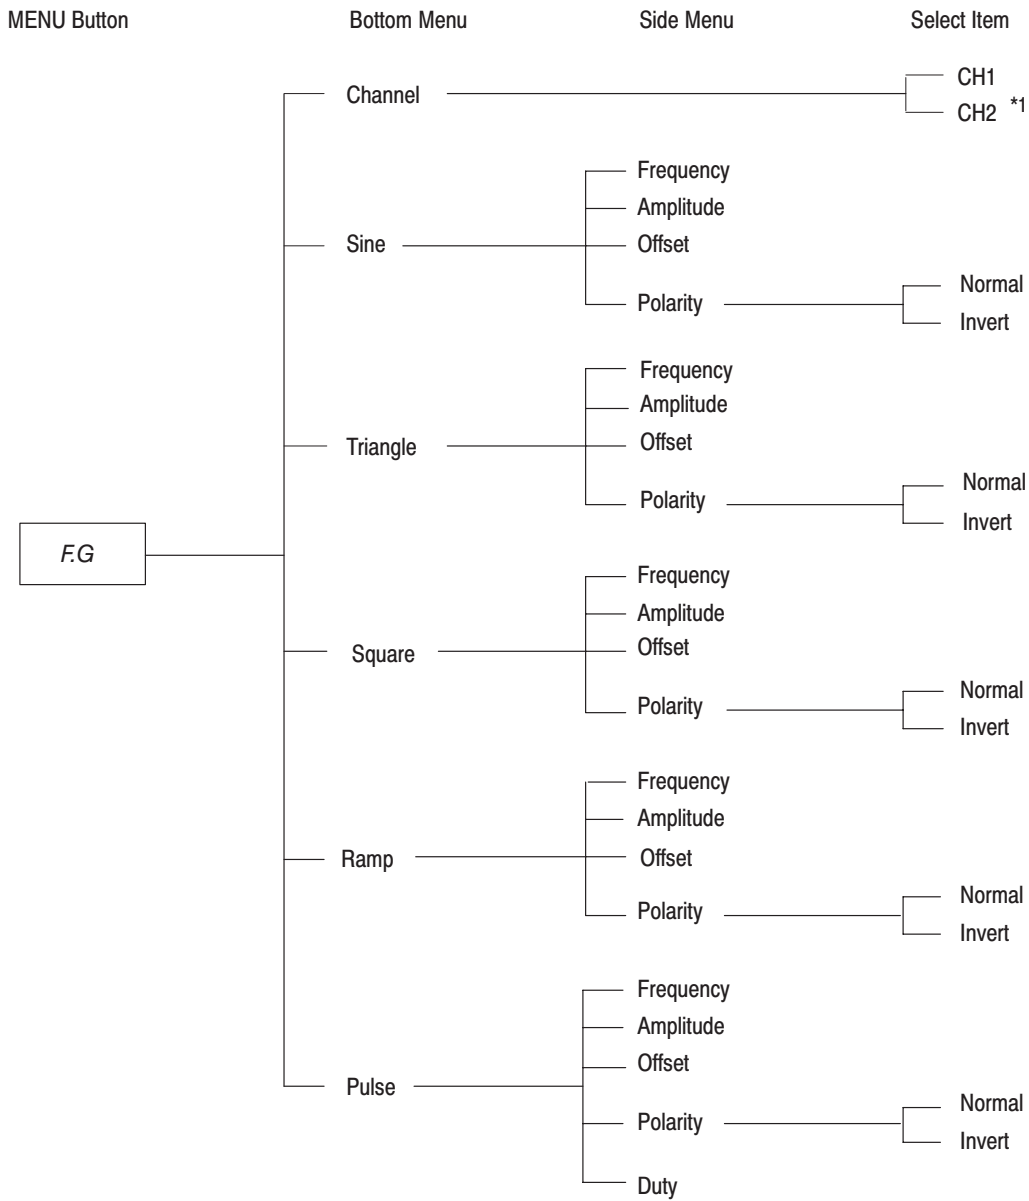 MENU Button Bottom Menu Side Menu Select Item
Channel
CH1
CH2 *1
Sine
Frequency
Amplitude
Offset
Polarity
Normal
Invert
Triangle
Frequency
Amplitude
Offset
Polarity
Normal
Invert
F.G
Square
Frequency
Amplitude
Offset
Polarity
Normal
Invert
Ramp
Frequency
Amplitude
Offset
Polarity
Normal
Invert
Pulse
Frequency
Amplitude
Offset
Polarity
Normal
Invert
Duty